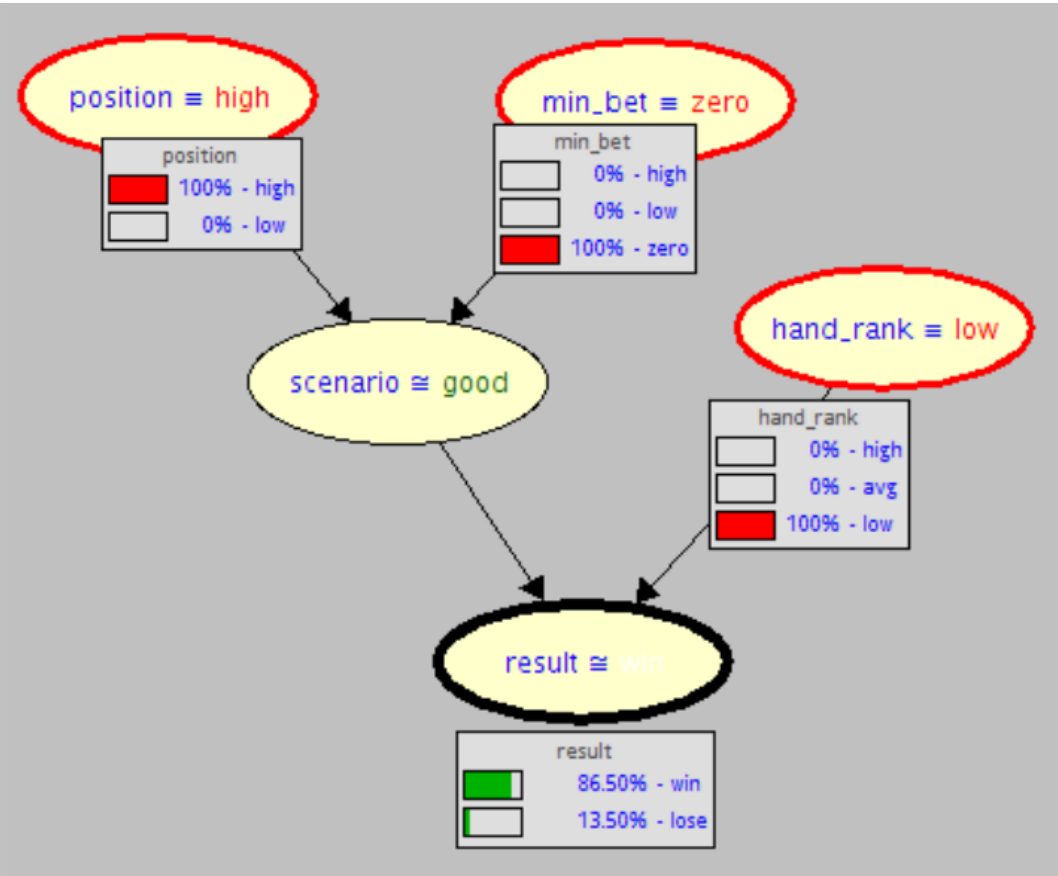 position ≡ high
position
100% - high
0% - low
min_bet ≡ zero
min_bet
0% - high
0% - low
100% - zero
scenario ≅ good
hand_rank ≡ low
hand_rank
0% - high
0% - avg
100% - low
result ≅ win
result
86.50% - win
13.50% - lose